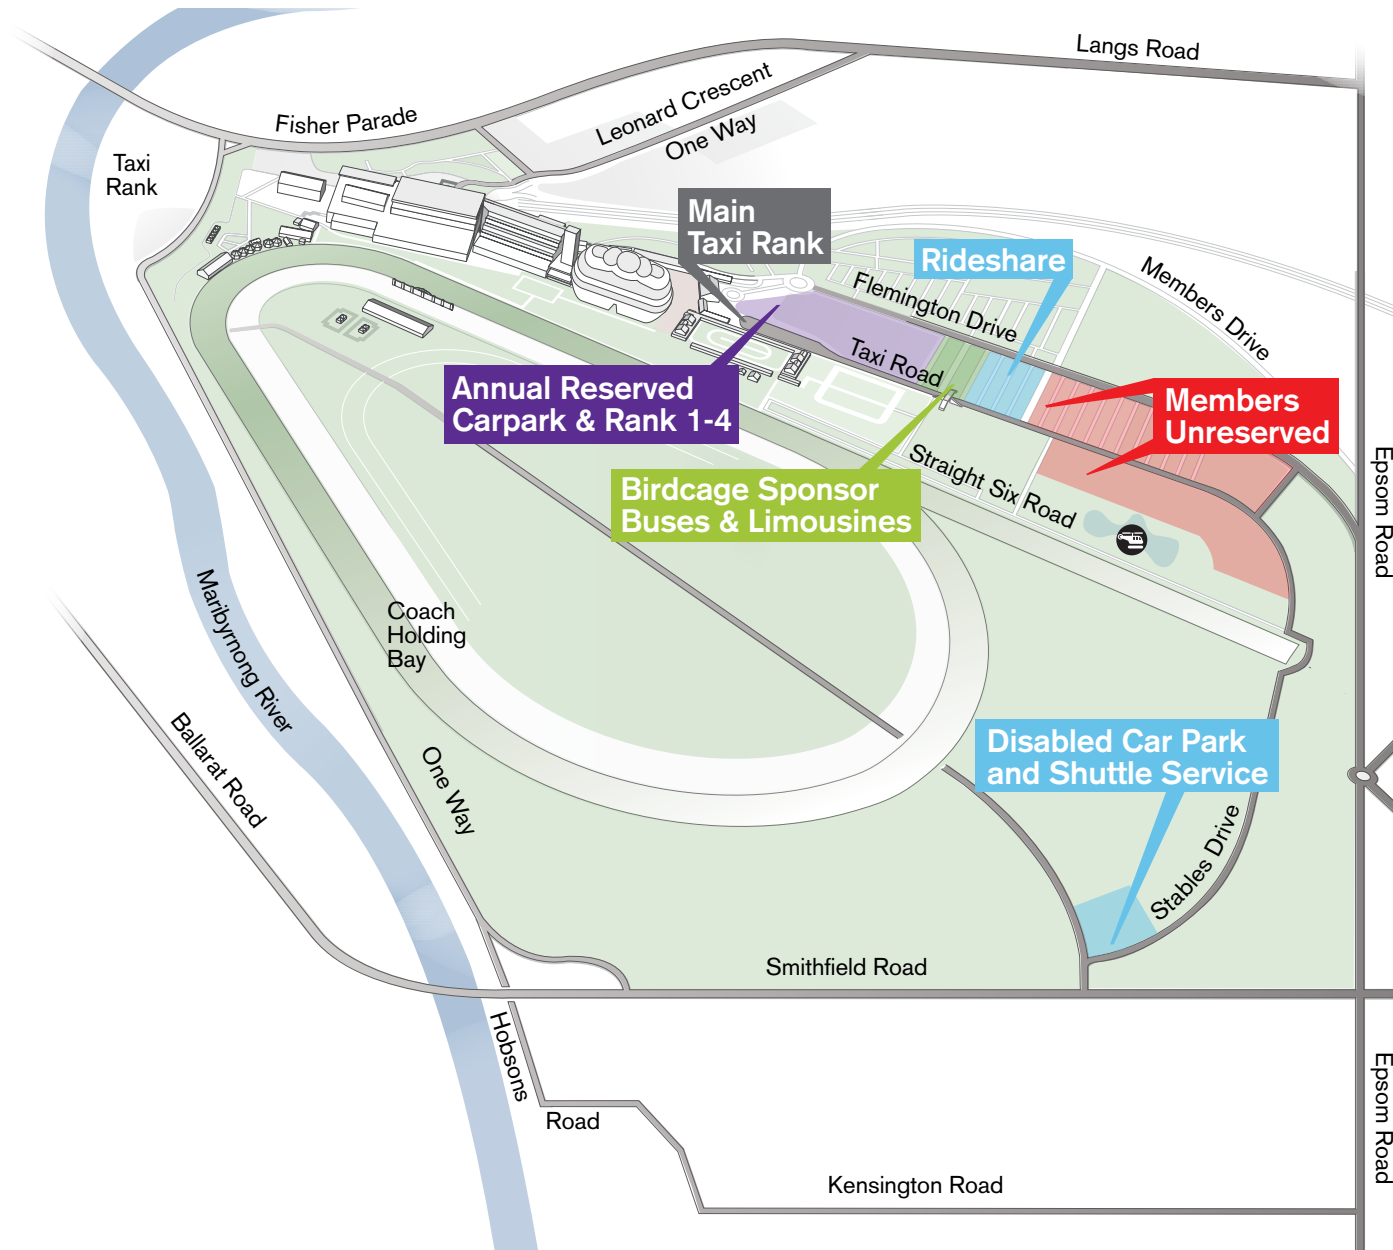 Langs Road
Leonard Crescent
Fisher Parade
One Way
Taxi
Rank
Main
Taxi Rank
Rideshare
Members Drive
Flemington Drive
Taxi Road
Annual Reserved
Carpark & Rank 1-4
Members
Unreserved
Birdcage Sponsor
Buses & Limousines
Straight Six Road
Epsom Road
Maribyrnong River
Coach
Holding
Bay
Ballarat Road
One Way
Disabled Car Park
and Shuttle Service
Stables Drive
Smithfield Road
Hobsons
Road
Epsom Road
Kensington Road